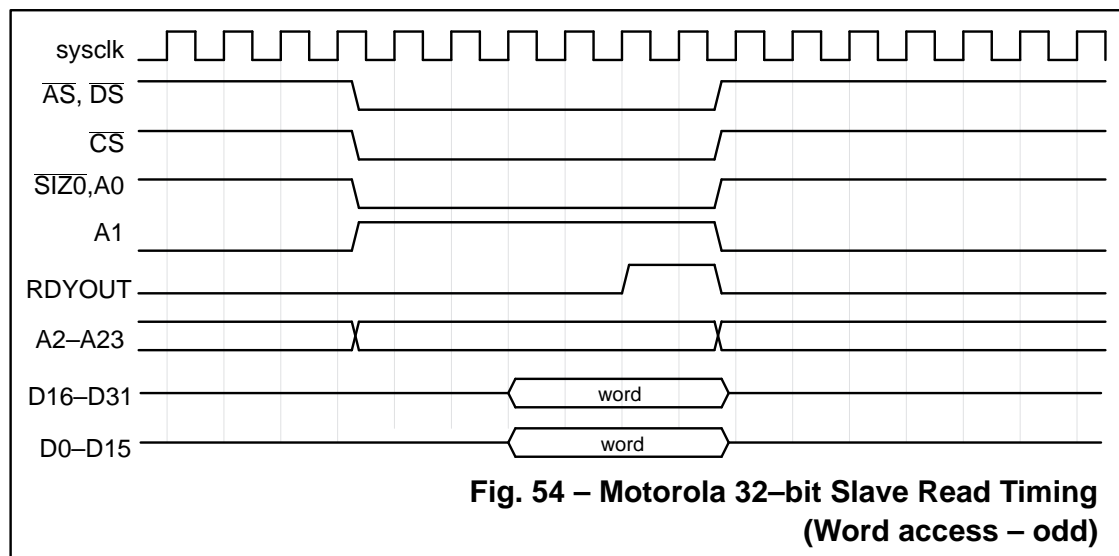 sysclk
AS, DS
CS
SIZ0,A0
A1
RDYOUT
A2–A23
D16–D31
word
D0–D15
word
Fig. 54 – Motorola 32–bit Slave Read Timing
(Word access – odd)